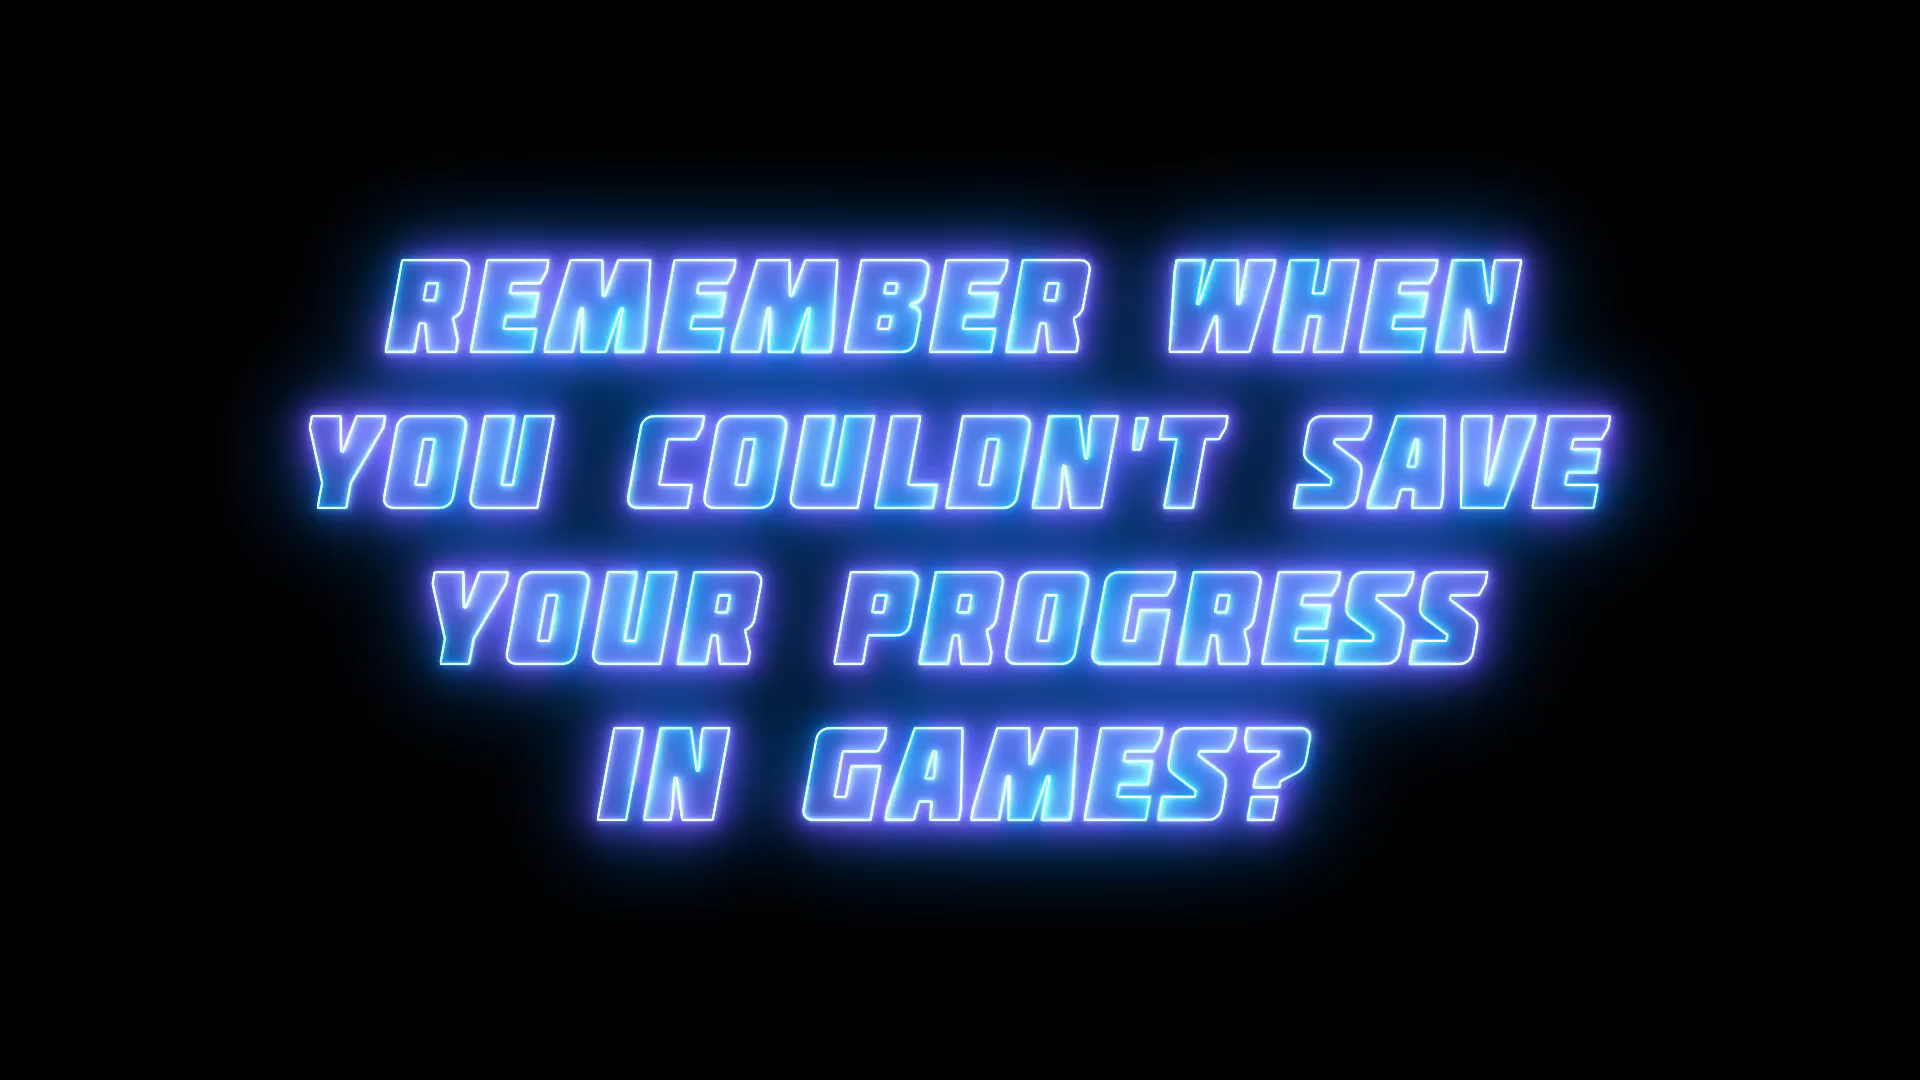 REMEMBER WHEN
YOU COULDN'T SAVE
YOUR PROGRESS
IN GAMES?